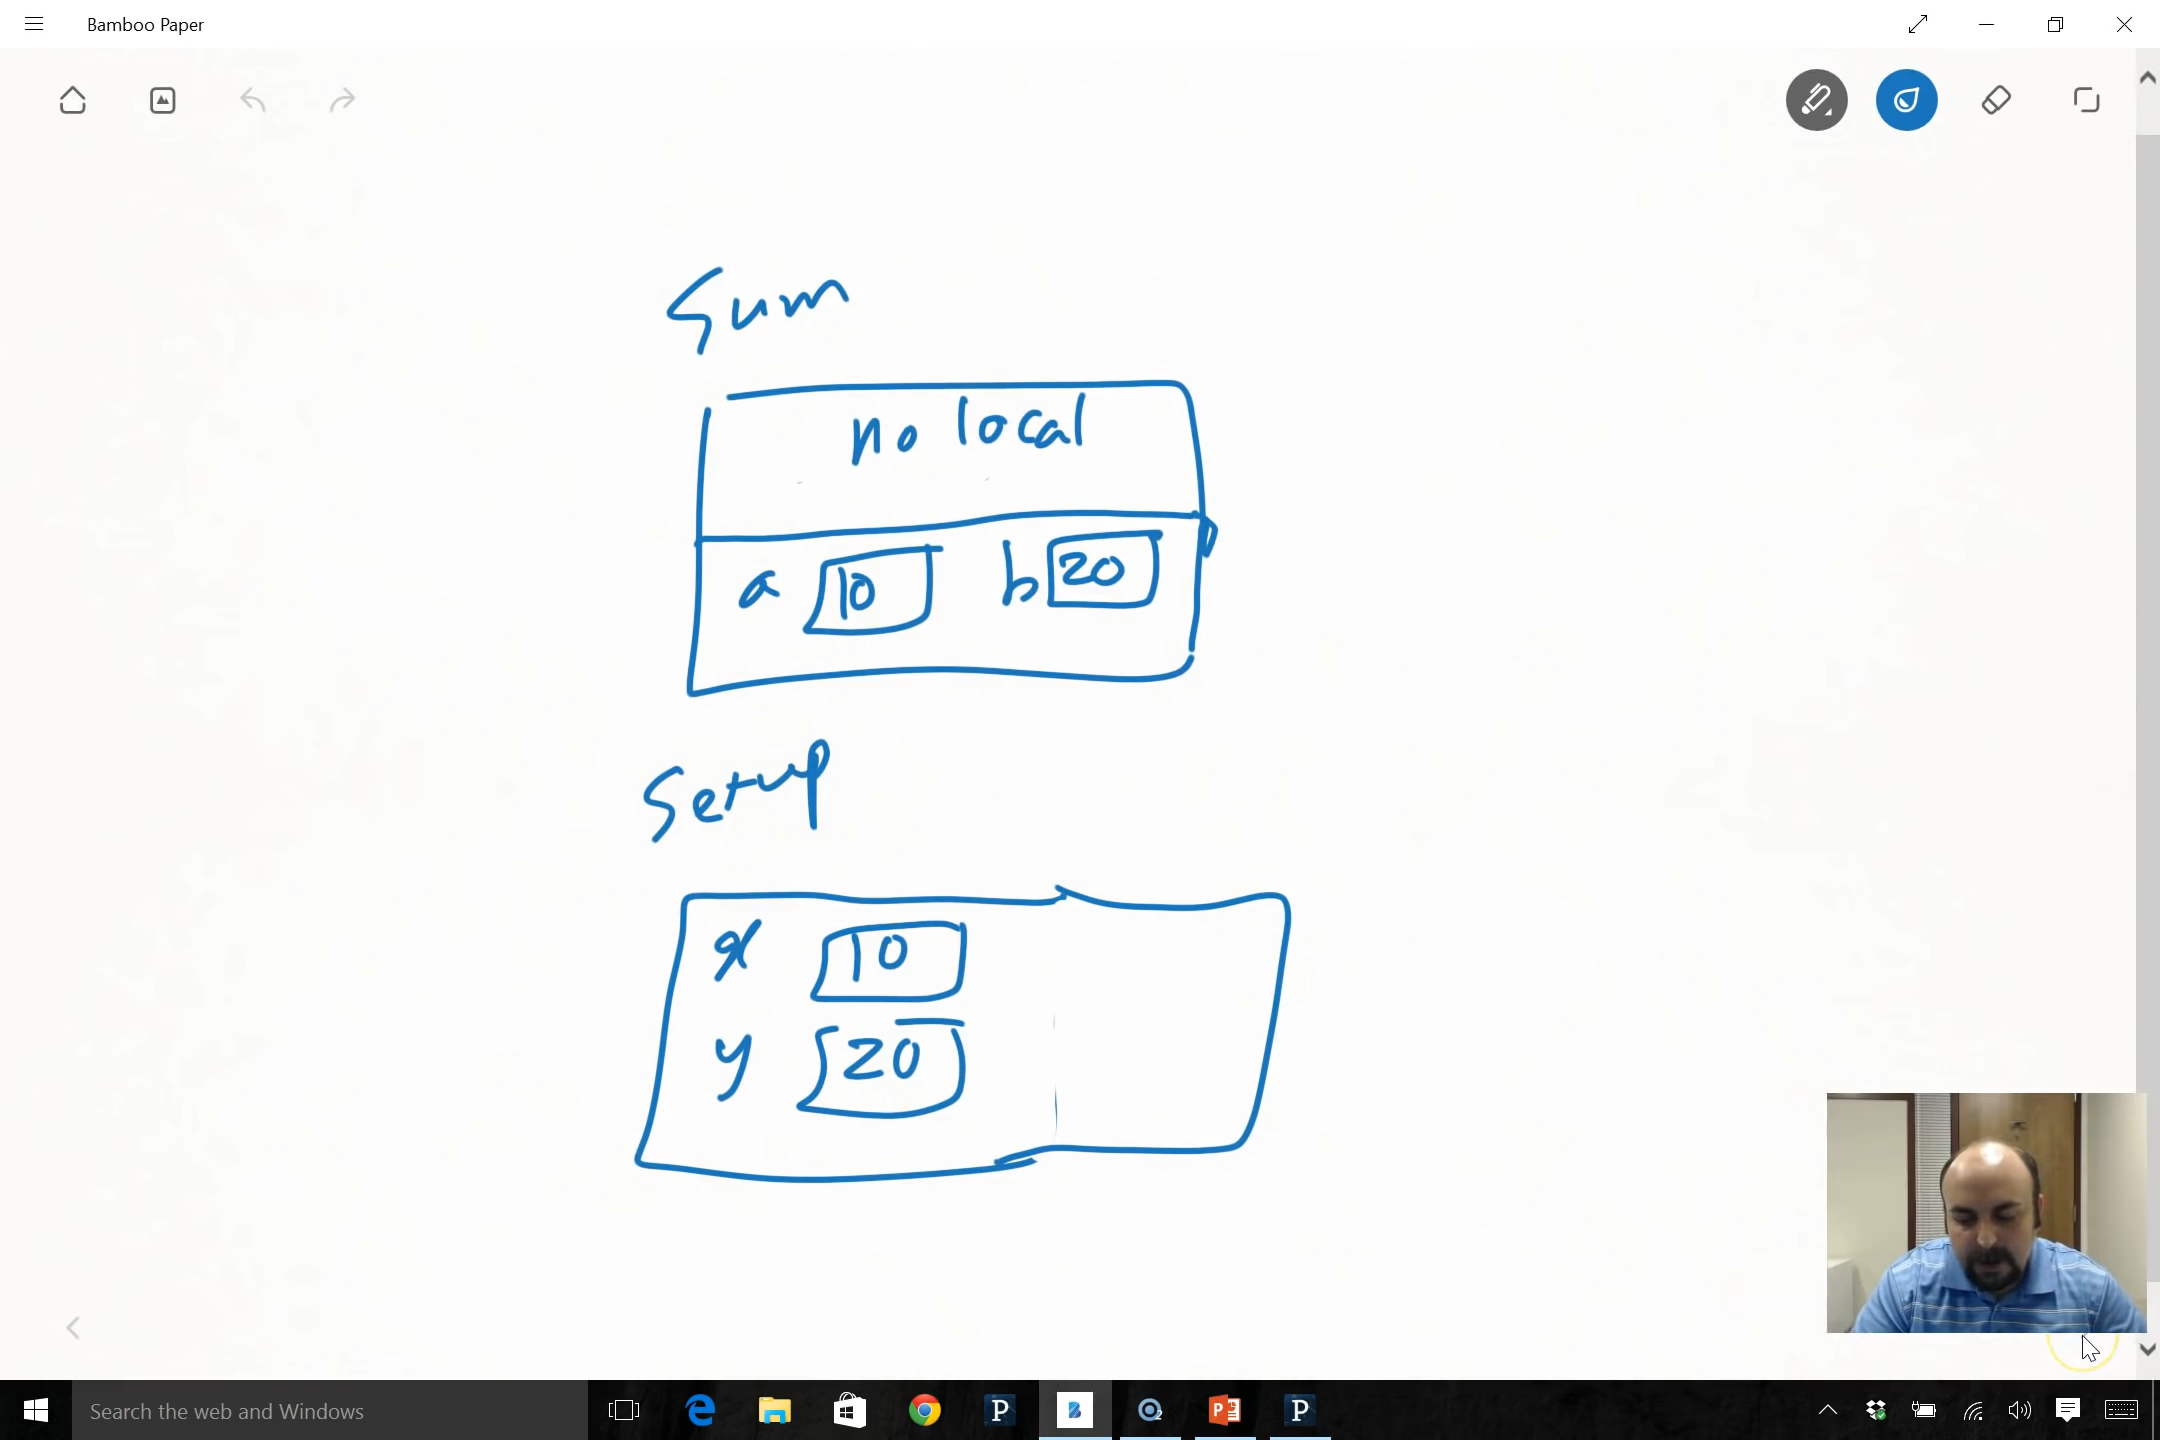 Bamboo Paper
Sum
no local
a 10 b 20
Setup
x 10
y 20
Search the web and Windows